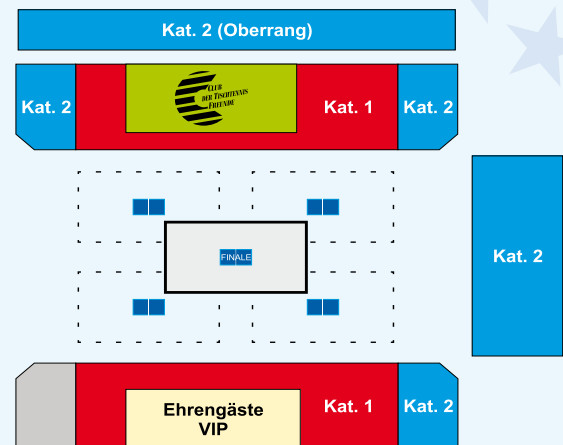 Kat. 2 (Oberrang)
Kat. 2
CLUB
DER TISCHTENNIS
FREUNDE
Kat. 1
Kat. 2
FINALE
Kat. 2
Ehrengäste
VIP
Kat. 1
Kat. 2